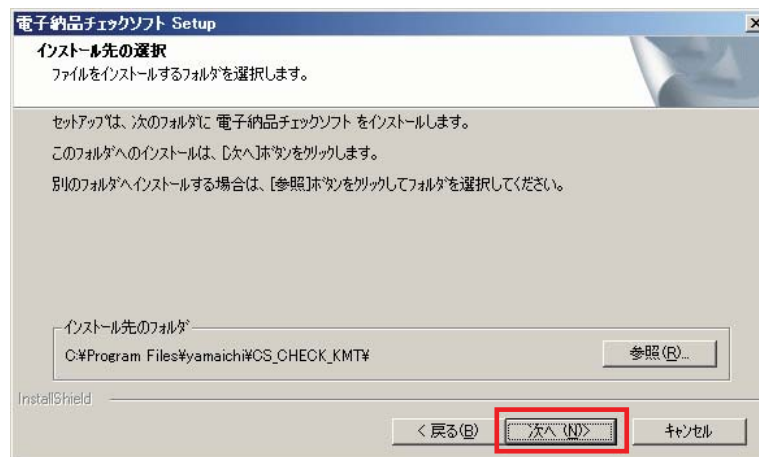 電子納品チェックソフト Setup
インストール先の選択
ファイルをインストールするフォルダを選択します。
セットアップは、次のフォルダに 電子納品チェックソフト をインストールします。
このフォルダへのインストールは、[次へ]ボタンをクリックします。
別のフォルダへインストールする場合は、[参照]ボタンをクリックしてフォルダを選択してください。
インストール先のフォルダ
C:¥Program Files¥yamaichi¥CS_CHECK_KMT¥
参照(R)...
InstallShield
< 戻る(B) 次へ (N)> キャンセル